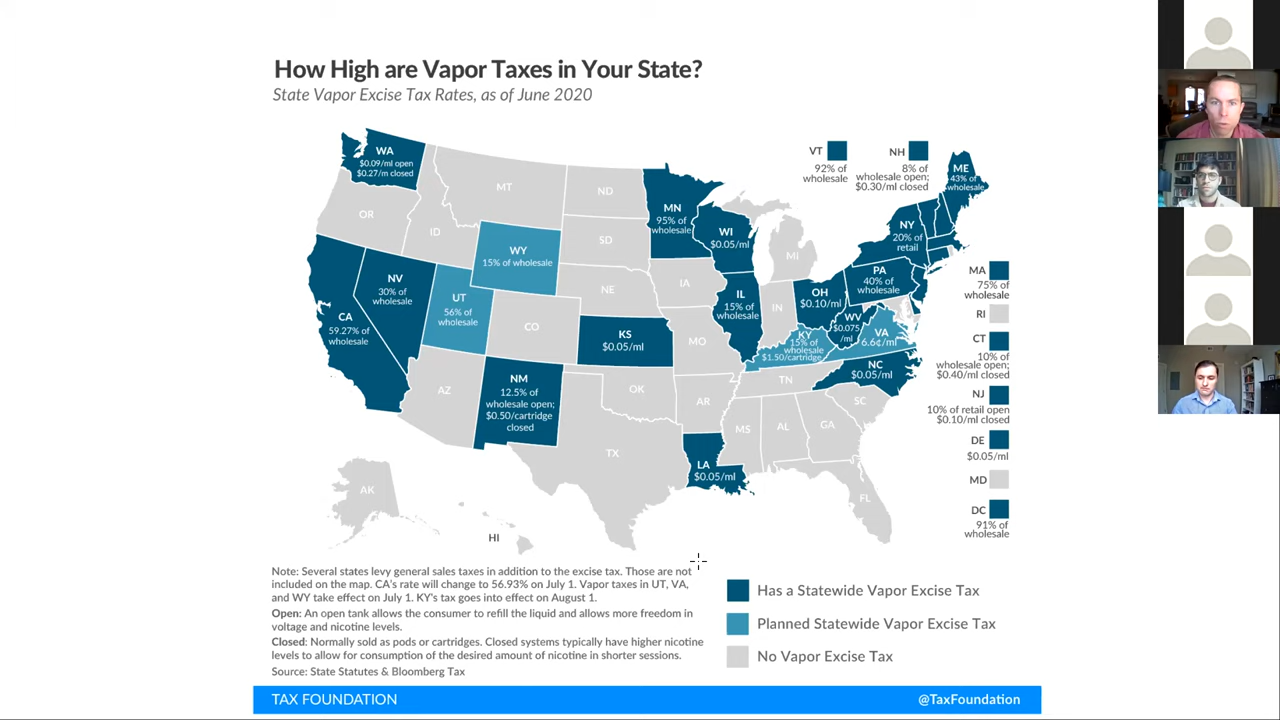 How High are Vapor Taxes in Your State?
State Vapor Excise Tax Rates, as of June 2020
WA
$0.09/ml open
$0.27/m closed
MT
ND
OR
ID
SD
WY
15% of wholesale
MN
95% of
wholesale
WI
$0.05/ml
MI
VT
92% of
wholesale
NH
8% of
wholesale open;
$0.30/ml closed
ME
43% of
wholesale
NY
20% of
retail
PA
40% of
wholesale
NV
30% of
wholesale
UT
56% of
wholesale
CA
59.27% of
wholesale
NE
IA
IL
15% of
wholesale
IN
OH
$0.10/ml
WV
$0.075
/ml
VA
6.6¢/ml
KY
15% of
wholesale
$1.50/cartridge
CO
KS
$0.05/ml
MO
NC
$0.05/ml
TN
SC
AZ
NM
12.5% of
wholesale open;
$0.50/cartridge
closed
OK
AR
MS
AL
GA
TX
LA
$0.05/ml
FL
AK
HI
MA
75% of
wholesale
RI
CT
10% of
wholesale open;
$0.40/ml closed
NJ
10% of retail open
$0.10/ml closed
DE
$0.05/ml
MD
DC
91% of
wholesale
Note: Several states levy general sales taxes in addition to the excise tax. Those are not
included on the map. CA's rate will change to 56.93% on July 1. Vapor taxes in UT, VA,
and WY take effect on July 1. KY's tax goes into effect on August 1.
Open: An open tank allows the consumer to refill the liquid and allows more freedom in
voltage and nicotine levels.
Closed: Normally sold as pods or cartridges. Closed systems typically have higher nicotine
levels to allow for consumption of the desired amount of nicotine in shorter sessions.
Source: State Statutes & Bloomberg Tax
Has a Statewide Vapor Excise Tax
Planned Statewide Vapor Excise Tax
No Vapor Excise Tax
TAX FOUNDATION
@TaxFoundation